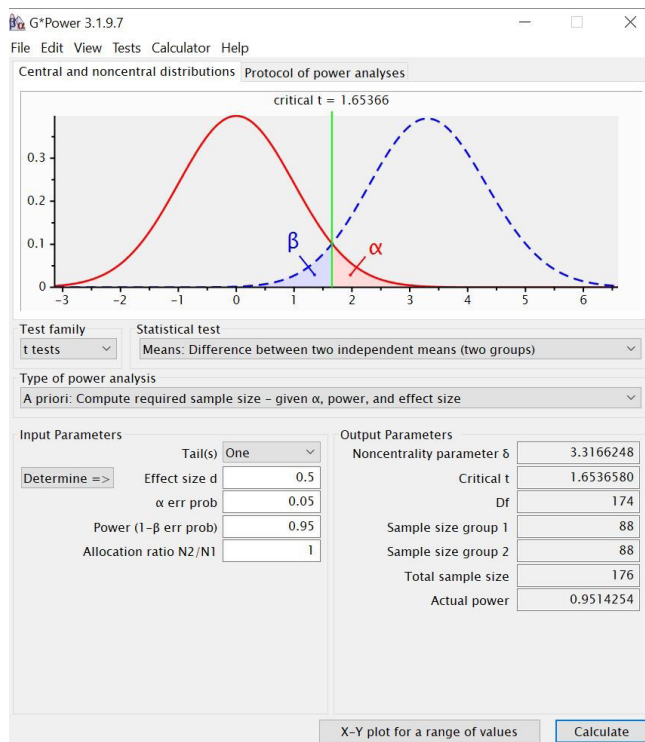 βα G*Power 3.1.9.7
File Edit View Tests Calculator Help
Central and noncentral distributions Protocol of power analyses
critical t = 1.65366
0.3
0.2
0.1
0
β
α
-3 -2 -1 0 1 2 3 4 5 6
Test family Statistical test
t tests Means: Difference between two independent means (two groups)
Type of power analysis
A priori: Compute required sample size – given α, power, and effect size
Input Parameters
Tail(s) One
Determine => Effect size d 0.5
α err prob 0.05
Power (1-β err prob) 0.95
Allocation ratio N2/N1 1
Output Parameters
Noncentrality parameter δ 3.3166248
Critical t 1.6536580
Df 174
Sample size group 1 88
Sample size group 2 88
Total sample size 176
Actual power 0.9514254
X-Y plot for a range of values Calculate